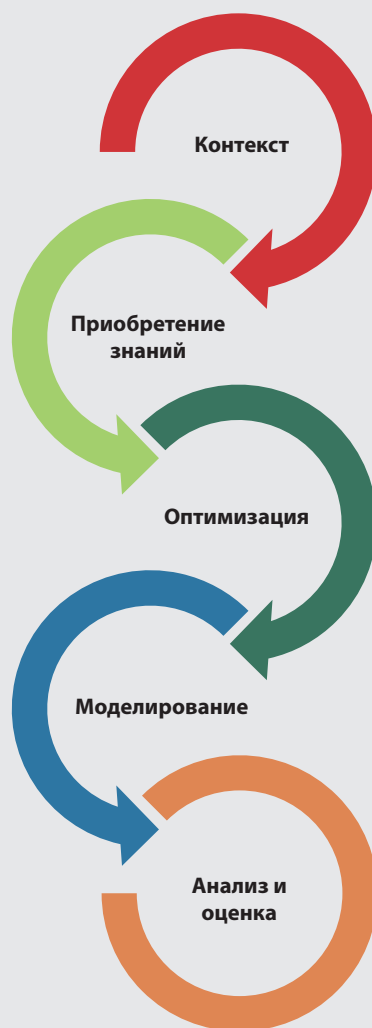 Контекст
Приобретение
знаний
Оптимизация
Моделирование
Анализ и
оценка